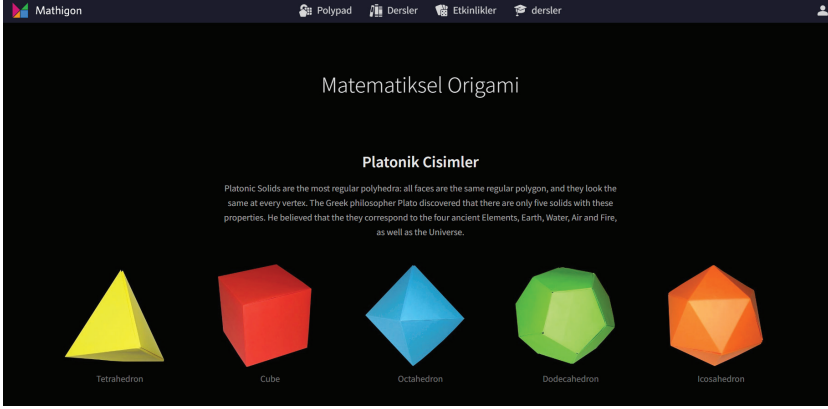 Mathigon
Polypad
Dersler
Etkinlikler
dersler
Matematiksel Origami
Platonik Cisimler
Platonic Solids are the most regular polyhedra: all faces are the same regular polygon, and they look the
same at every vertex. The Greek philosopher Plato discovered that there are only five solids with these
properties. He believed that the they correspond to the four ancient Elements, Earth, Water, Air and Fire,
as well as the Universe.
Tetrahedron
Cube
Octahedron
Dodecahedron
Icosahedron